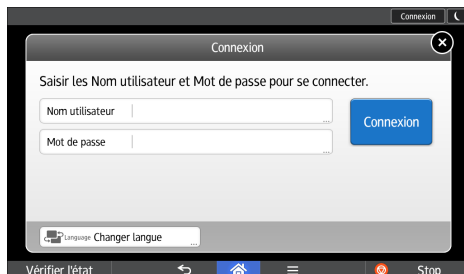 Connexion
Connexion
Saisir les Nom utilisateur et Mot de passe pour se connecter.
Nom utilisateur ...
Connexion
Mot de passe ...
Language Changer langue ...
Vérifier l'état Stop